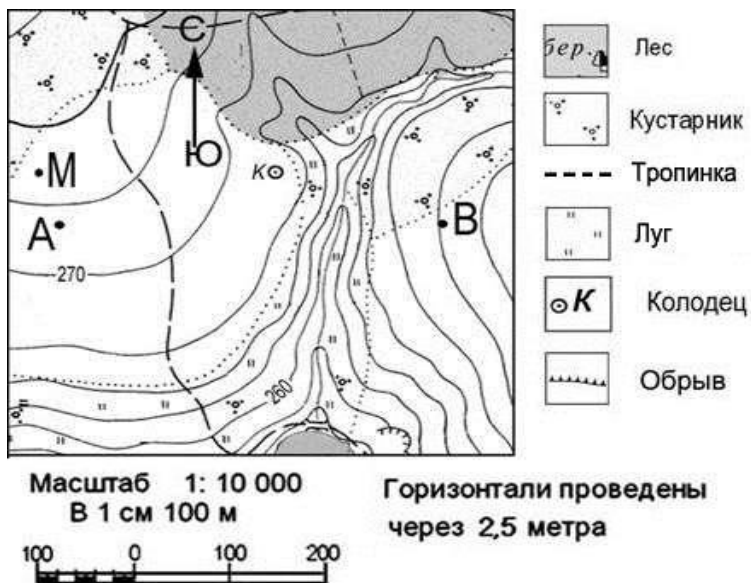 Є
Ю
М
А
В
К
270
260
бер.
Лес
Кустарник
Тропинка
Луг
К
Колодец
Обрыв
Масштаб 1: 10 000
В 1 см 100 м
Горизонтали проведены
через 2,5 метра
100 0 100 200